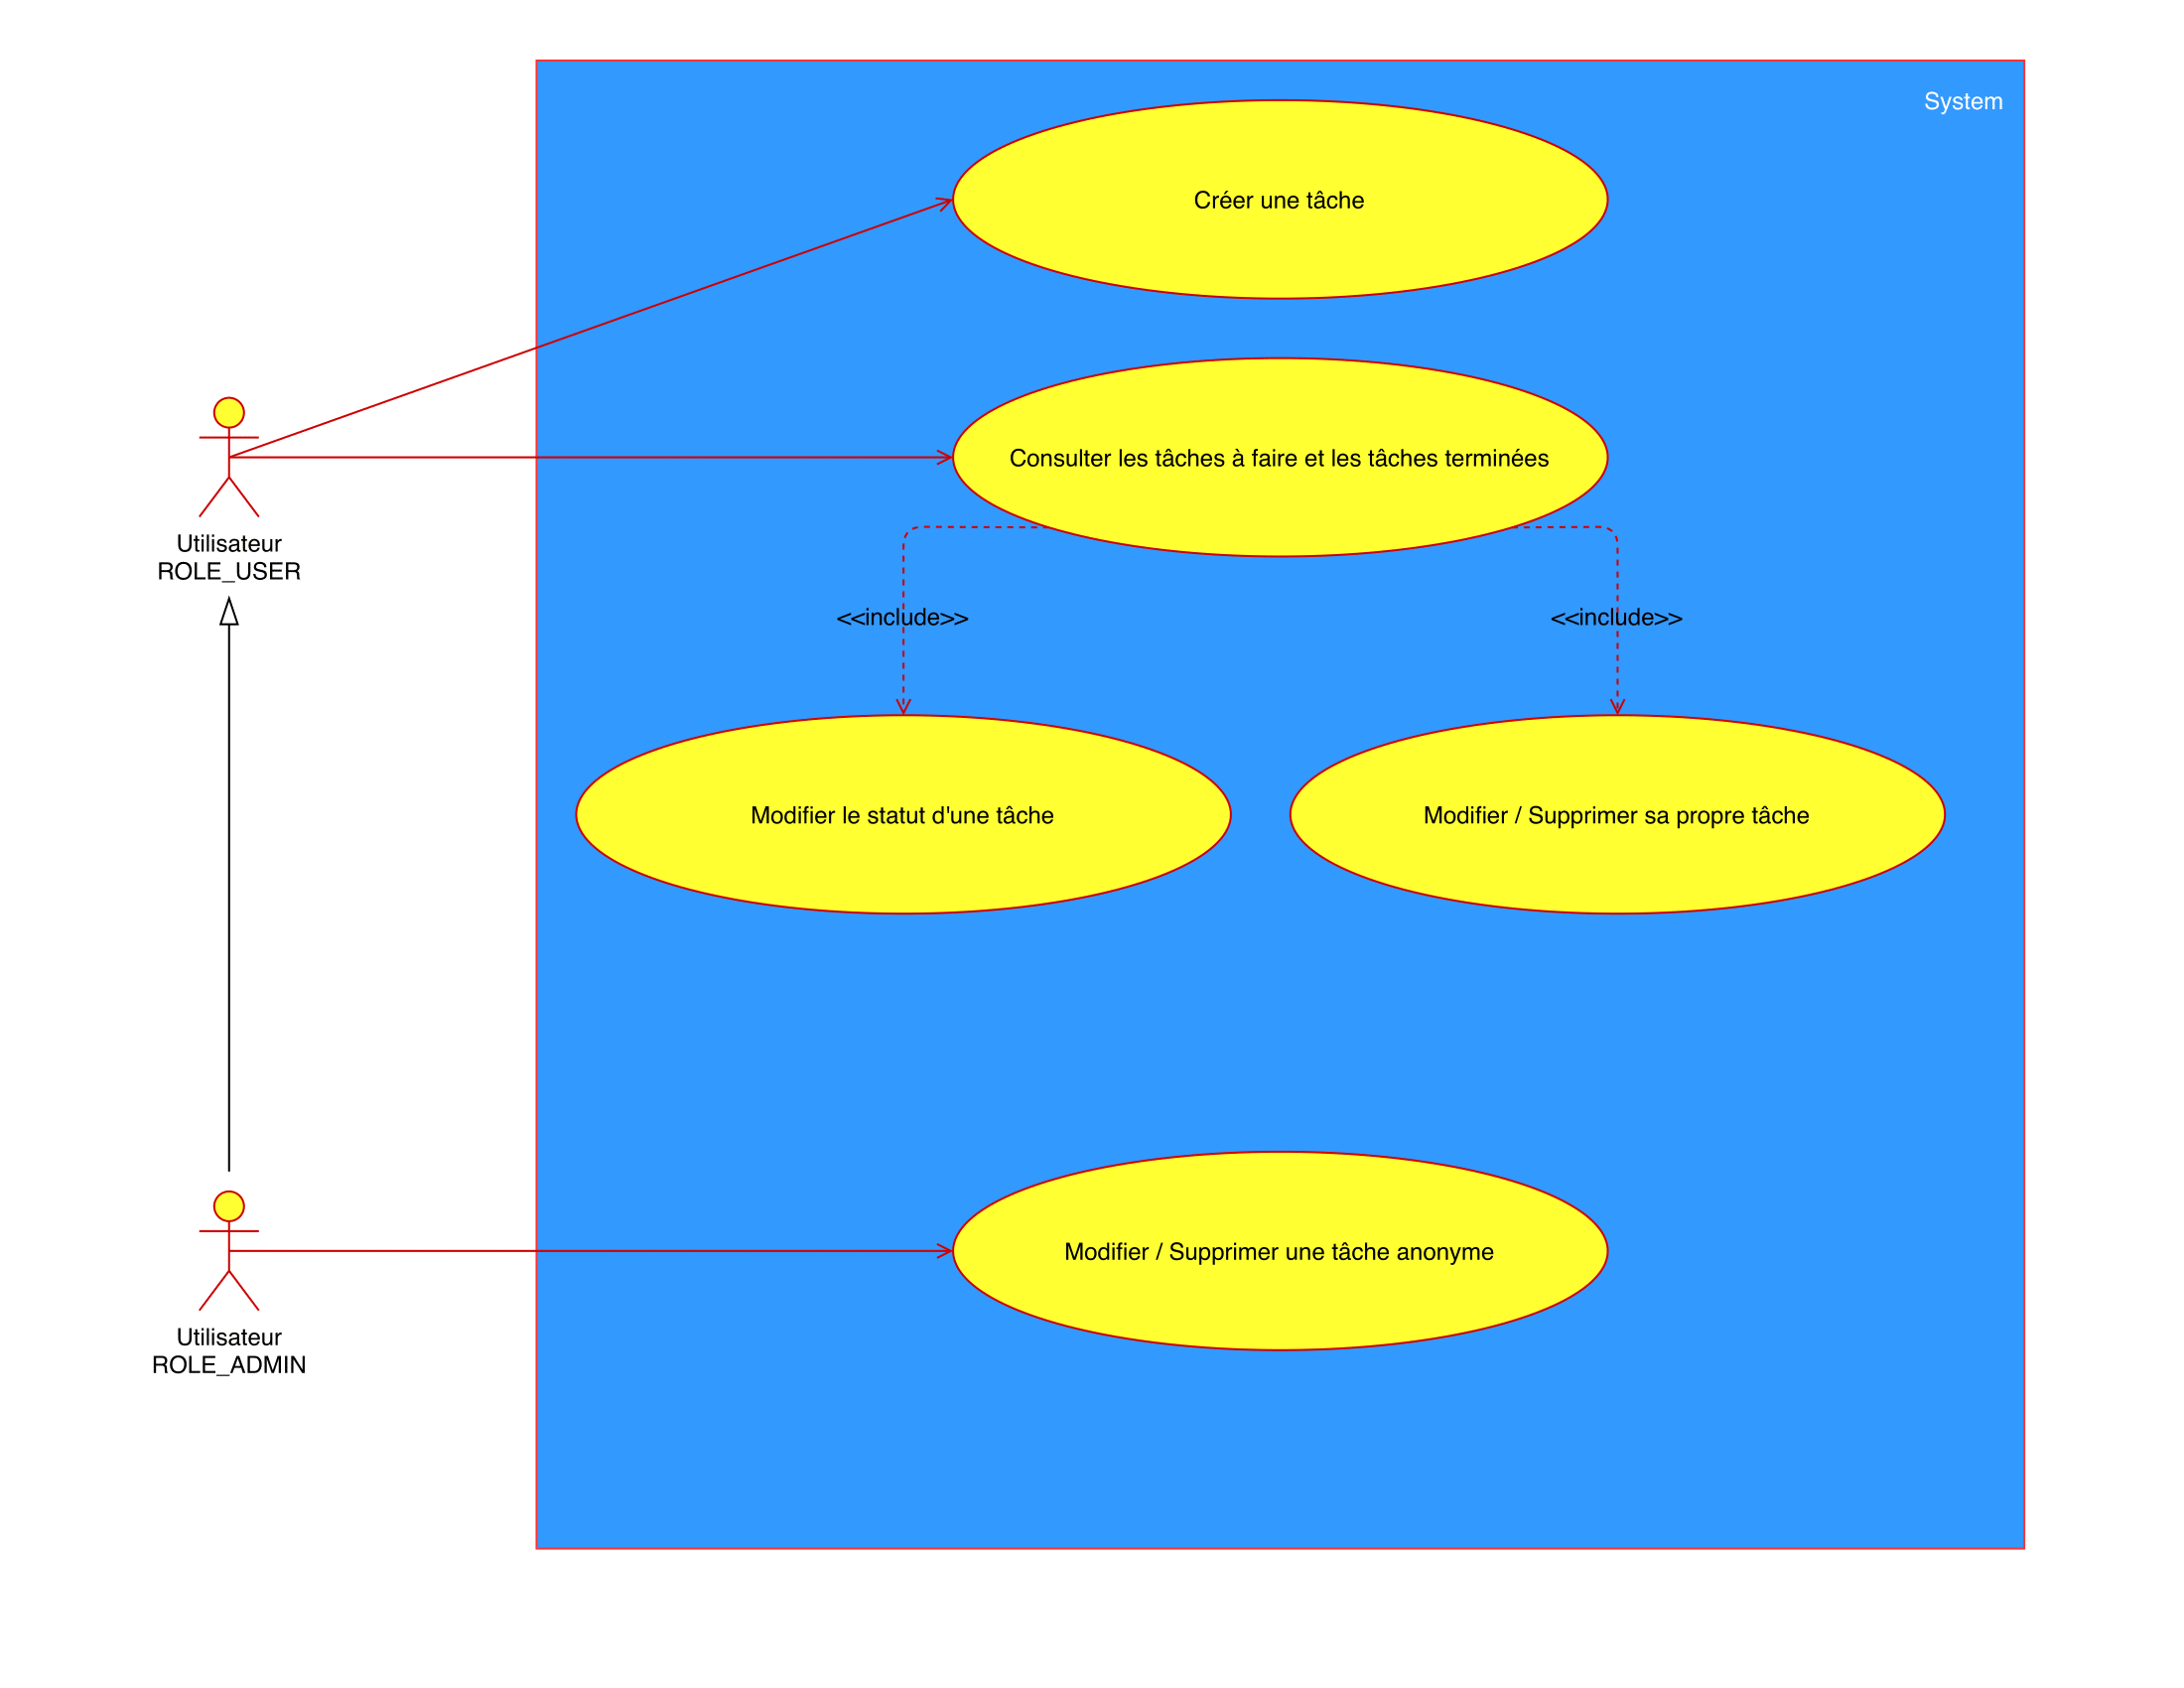 System
Créer une tâche
Consulter les tâches à faire et les tâches terminées
Utilisateur
ROLE_USER
<<include>>
<<include>>
Modifier le statut d'une tâche
Modifier / Supprimer sa propre tâche
Modifier / Supprimer une tâche anonyme
Utilisateur
ROLE_ADMIN